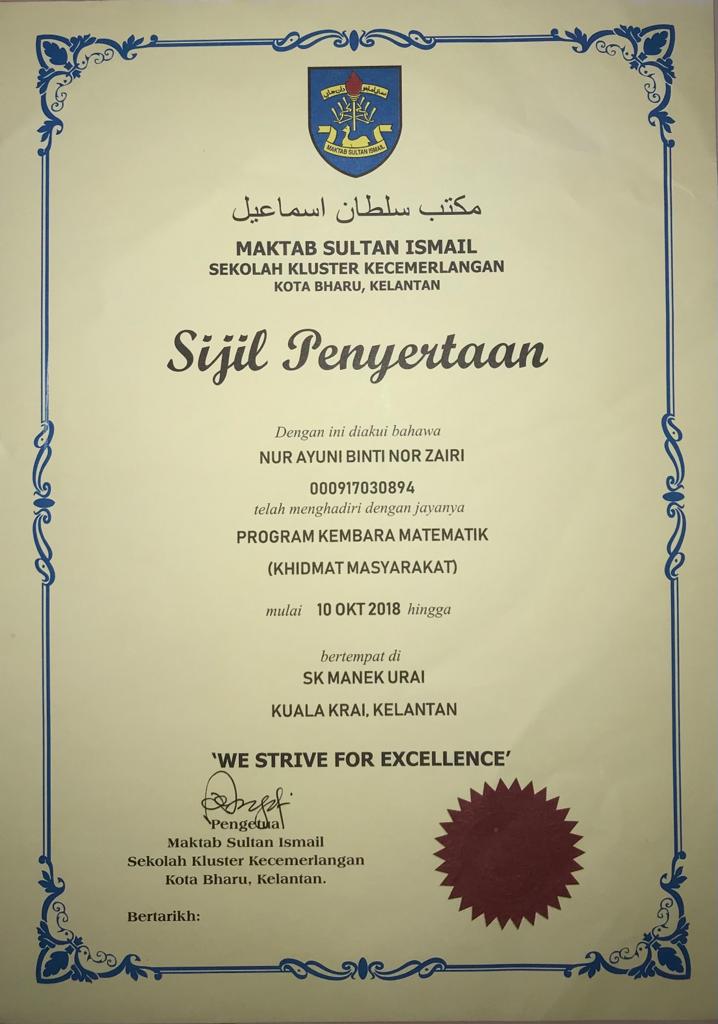 MAKTAB SULTAN ISMAIL
مكتب سلطان اسماعيل
MAKTAB SULTAN ISMAIL
SEKOLAH KLUSTER KECEMERLANGAN
KOTA BHARU, KELANTAN
Sijil Penyertaan
Dengan ini diakui bahawa
NUR AYUNI BINTI NOR ZAIRI
000917030894
telah menghadiri dengan jayanya
PROGRAM KEMBARA MATEMATIK
(KHIDMAT MASYARAKAT)
mulai 10 OKT 2018 hingga
bertempat di
SK MANEK URAI
KUALA KRAI, KELANTAN
‘WE STRIVE FOR EXCELLENCE’
Pengetua
Maktab Sultan Ismail
Sekolah Kluster Kecemerlangan
Kota Bharu, Kelantan.
Bertarikh: